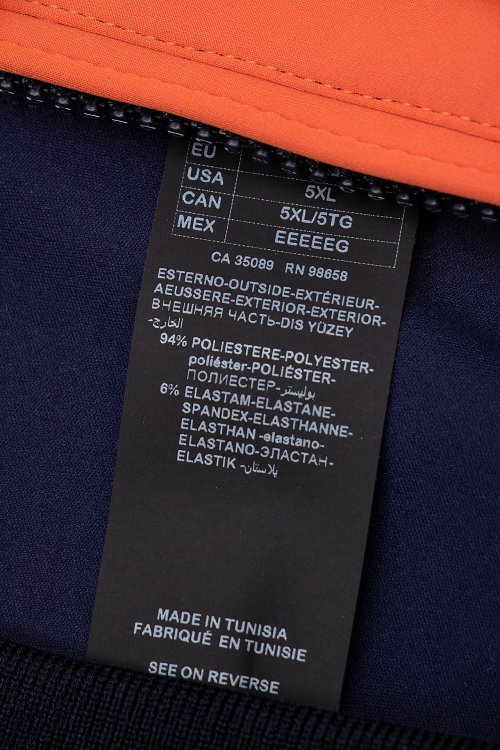 EU
USA 5XL
CAN 5XL/5TG
MEX EEEEEG
CA 35089 RN 98658
ESTERNO-OUTSIDE-EXTÉRIEUR-
AEUSSERE-EXTERIOR-EXTERIOR-
ВНЕШНЯЯ ЧАСТЬ-DIS YÜZEY
-الخارج
94% POLIESTERE-POLYESTER-
poliéster-POLIÉSTER-
ПОЛИЕСТЕР-بوليستر-
6% ELASTAM-ELASTANE-
SPANDEX-ELASTHANNE-
ELASTHAN -elastano-
ELASTANO-ЭЛАСТАН-
ELASTIK -يلاستان
MADE IN TUNISIA
FABRIQUÉ EN TUNISIE
SEE ON REVERSE